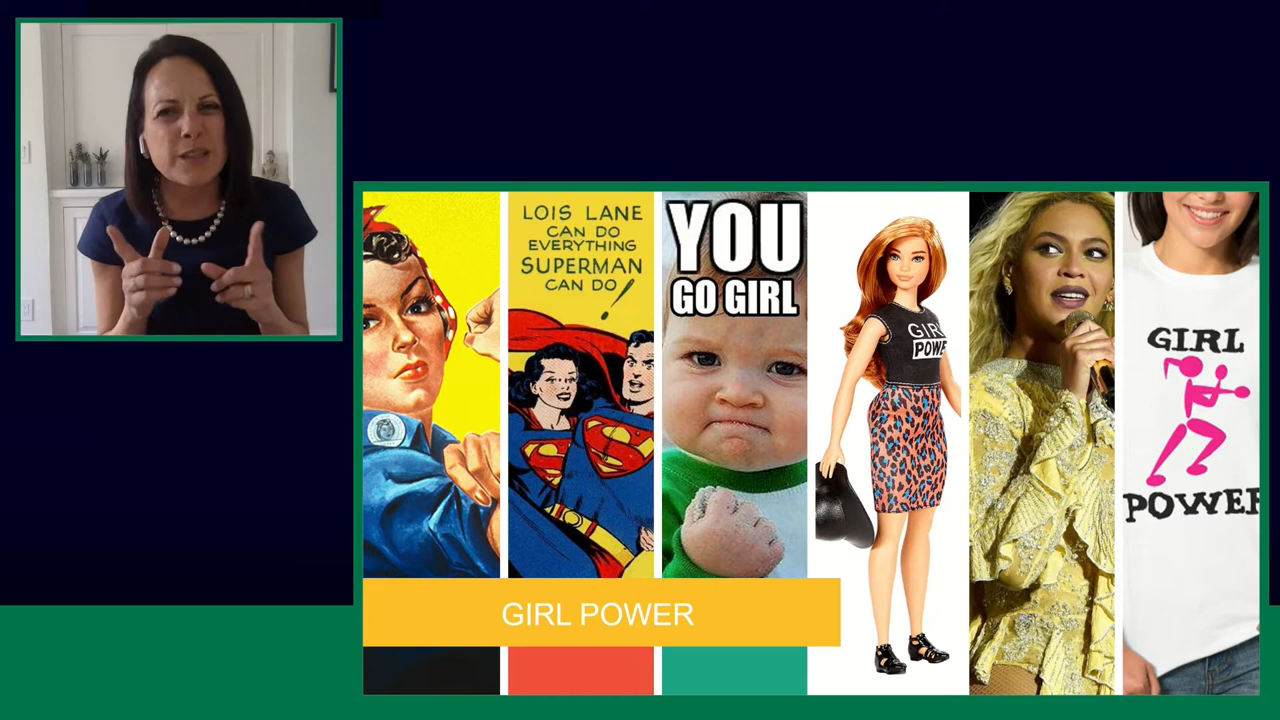 LOIS LANE
CAN DO
EVERYTHING
SUPERMAN
CAN DO!
YOU
GO GIRL
GIRL
POWER
GIRL POWER